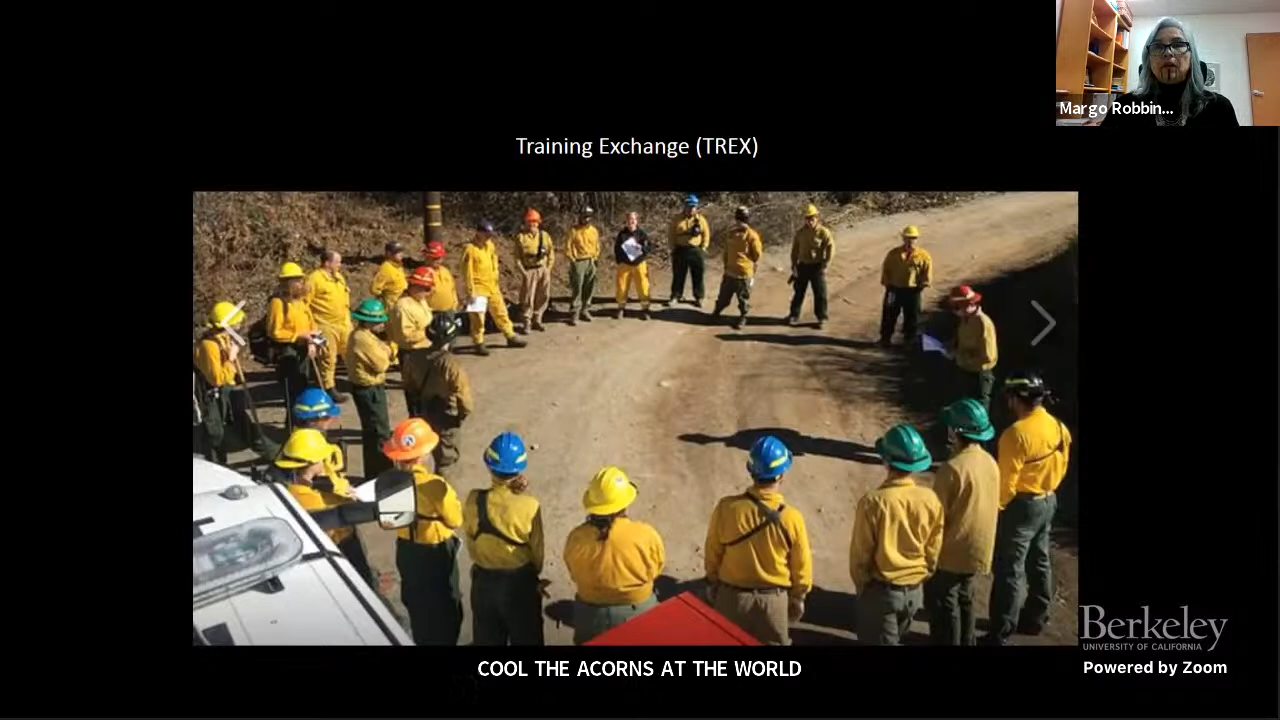 Margo Robbin...
Training Exchange (TREX)
Berkeley
UNIVERSITY OF CALIFORNIA
COOL THE ACORNS AT THE WORLD
Powered by Zoom